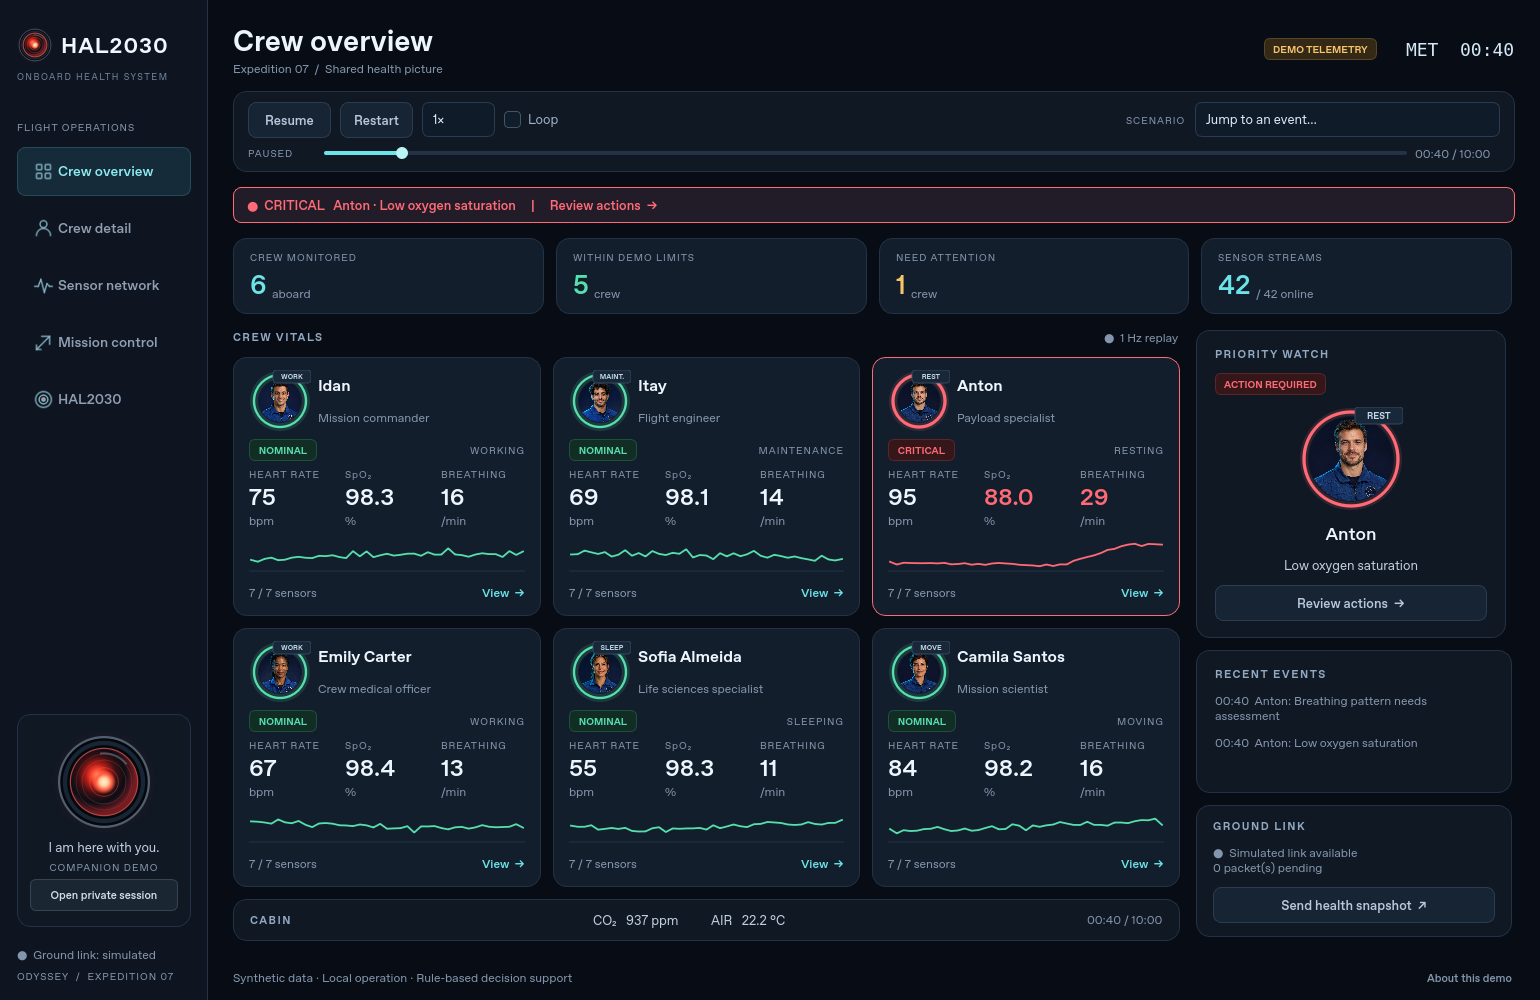 HAL2030
ONBOARD HEALTH SYSTEM
FLIGHT OPERATIONS
Crew overview
Crew detail
Sensor network
Mission control
HAL2030
I am here with you.
COMPANION DEMO
Open private session
Ground link: simulated
ODYSSEY / EXPEDITION 07
Crew overview
Expedition 07 / Shared health picture
DEMO TELEMETRY
MET 00:40
Resume
Restart
1×
Loop
SCENARIO
Jump to an event...
PAUSED
00:40 / 10:00
CRITICAL Anton · Low oxygen saturation | Review actions →
CREW MONITORED
6 aboard
WITHIN DEMO LIMITS
5 crew
NEED ATTENTION
1 crew
SENSOR STREAMS
42 / 42 online
CREW VITALS
1 Hz replay
WORK
Idan
Mission commander
NOMINAL
WORKING
HEART RATE SpO₂ BREATHING
75 98.3 16
bpm % /min
7 / 7 sensors
View →
MAINT.
Itay
Flight engineer
NOMINAL
MAINTENANCE
HEART RATE SpO₂ BREATHING
69 98.1 14
bpm % /min
7 / 7 sensors
View →
REST
Anton
Payload specialist
CRITICAL
RESTING
HEART RATE SpO₂ BREATHING
95 88.0 29
bpm % /min
7 / 7 sensors
View →
WORK
Emily Carter
Crew medical officer
NOMINAL
WORKING
HEART RATE SpO₂ BREATHING
67 98.4 13
bpm % /min
7 / 7 sensors
View →
SLEEP
Sofia Almeida
Life sciences specialist
NOMINAL
SLEEPING
HEART RATE SpO₂ BREATHING
55 98.3 11
bpm % /min
7 / 7 sensors
View →
MOVE
Camila Santos
Mission scientist
NOMINAL
MOVING
HEART RATE SpO₂ BREATHING
84 98.2 16
bpm % /min
7 / 7 sensors
View →
CABIN
CO₂ 937 ppm
AIR 22.2 °C
00:40 / 10:00
PRIORITY WATCH
ACTION REQUIRED
REST
Anton
Low oxygen saturation
Review actions →
RECENT EVENTS
00:40 Anton: Breathing pattern needs
assessment
00:40 Anton: Low oxygen saturation
GROUND LINK
Simulated link available
0 packet(s) pending
Send health snapshot ↗
Synthetic data · Local operation · Rule-based decision support
About this demo